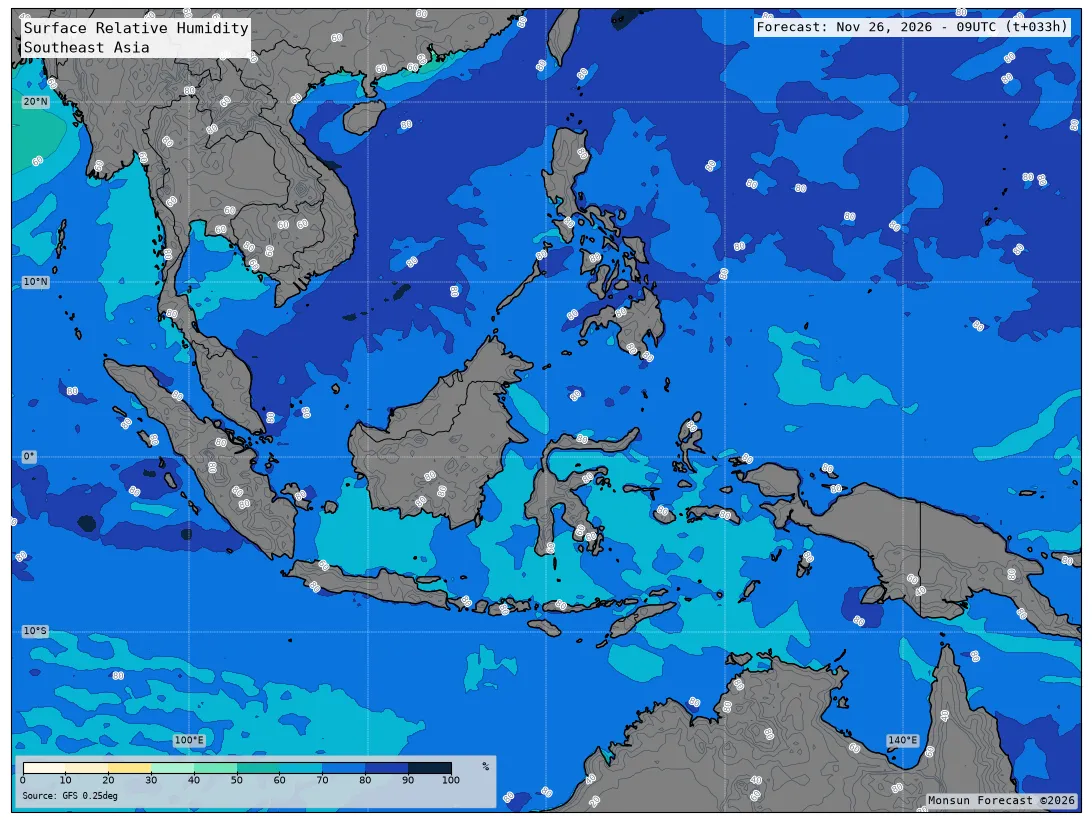 Surface Relative Humidity
Southeast Asia
Forecast: Nov 26, 2026 - 09UTC (t+033h)
20°N
10°N
0°
10°S
100°E
140°E
0 10 20 30 40 50 60 70 80 90 100
%
Source: GFS 0.25deg
Monsun Forecast ©2026